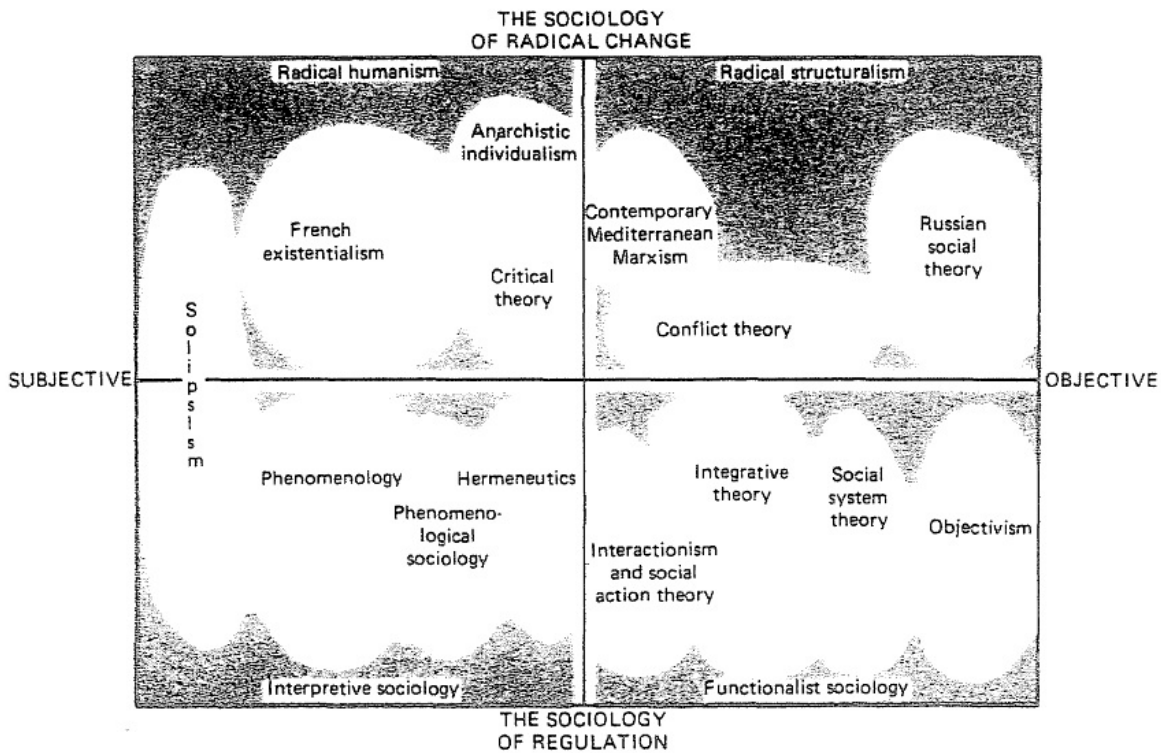 THE SOCIOLOGY
OF RADICAL CHANGE
Radical humanism
Radical structuralism
Anarchistic
individualism
French
existentialism
Critical
theory
Contemporary
Mediterranean
Marxism
Russian
social
theory
Conflict theory
Solipsism
SUBJECTIVE
OBJECTIVE
Phenomenology
Hermeneutics
Phenomeno-
logical
sociology
Integrative
theory
Social
system
theory
Objectivism
Interactionism
and social
action theory
Interpretive sociology
Functionalist sociology
THE SOCIOLOGY
OF REGULATION